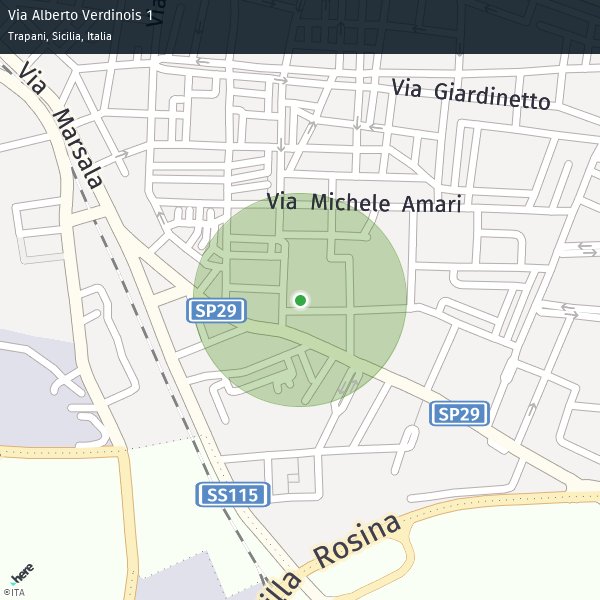 Via Alberto Verdinois 1
Trapani, Sicilia, Italia
Via Giardinetto
Via Marsala
Via Michele Amari
SP29
SP29
SS115
illa Rosina
here
©ITA